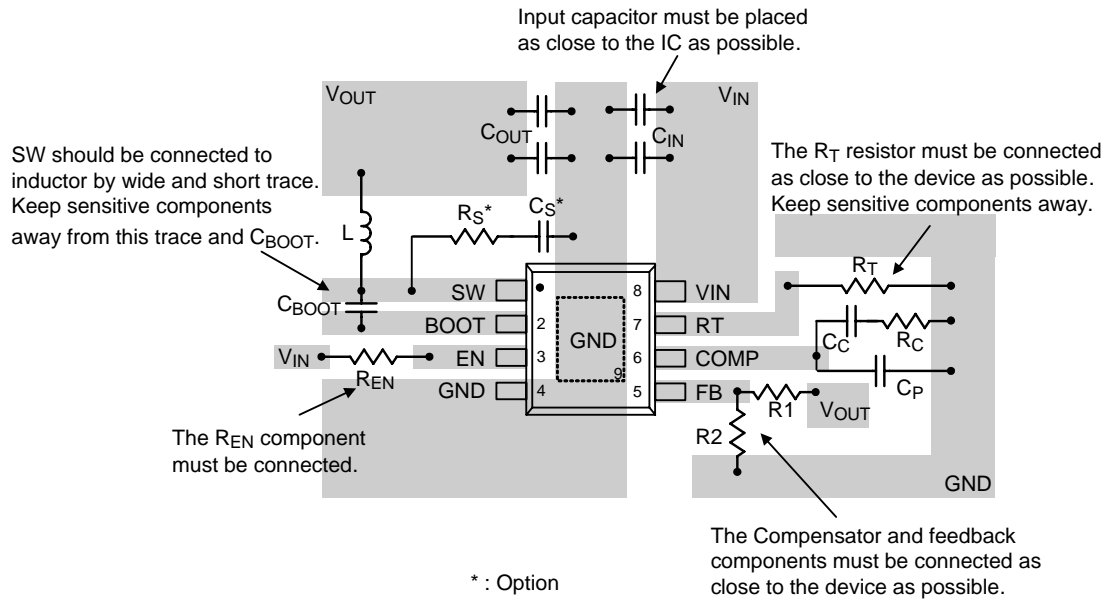 Input capacitor must be placed
as close to the IC as possible.
VOUT
VIN
COUT
CIN
SW should be connected to
inductor by wide and short trace.
Keep sensitive components
away from this trace and CBOOT.
The RT resistor must be connected
as close to the device as possible.
Keep sensitive components away.
L
RS*
CS*
RT
CBOOT
SW
8
VIN
BOOT
2
GND
7
RT
CC
RC
VIN
REN
EN
3
6
COMP
CP
GND
4
9
5
FB
R1
VOUT
R2
The REN component
must be connected.
GND
The Compensator and feedback
components must be connected as
close to the device as possible.
* : Option